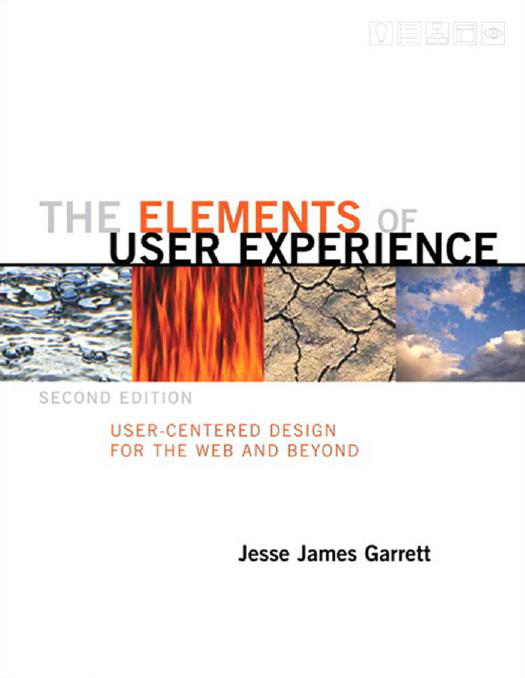 THE ELEMENTS OF
USER EXPERIENCE
SECOND EDITION
USER-CENTERED DESIGN
FOR THE WEB AND BEYOND
Jesse James Garrett